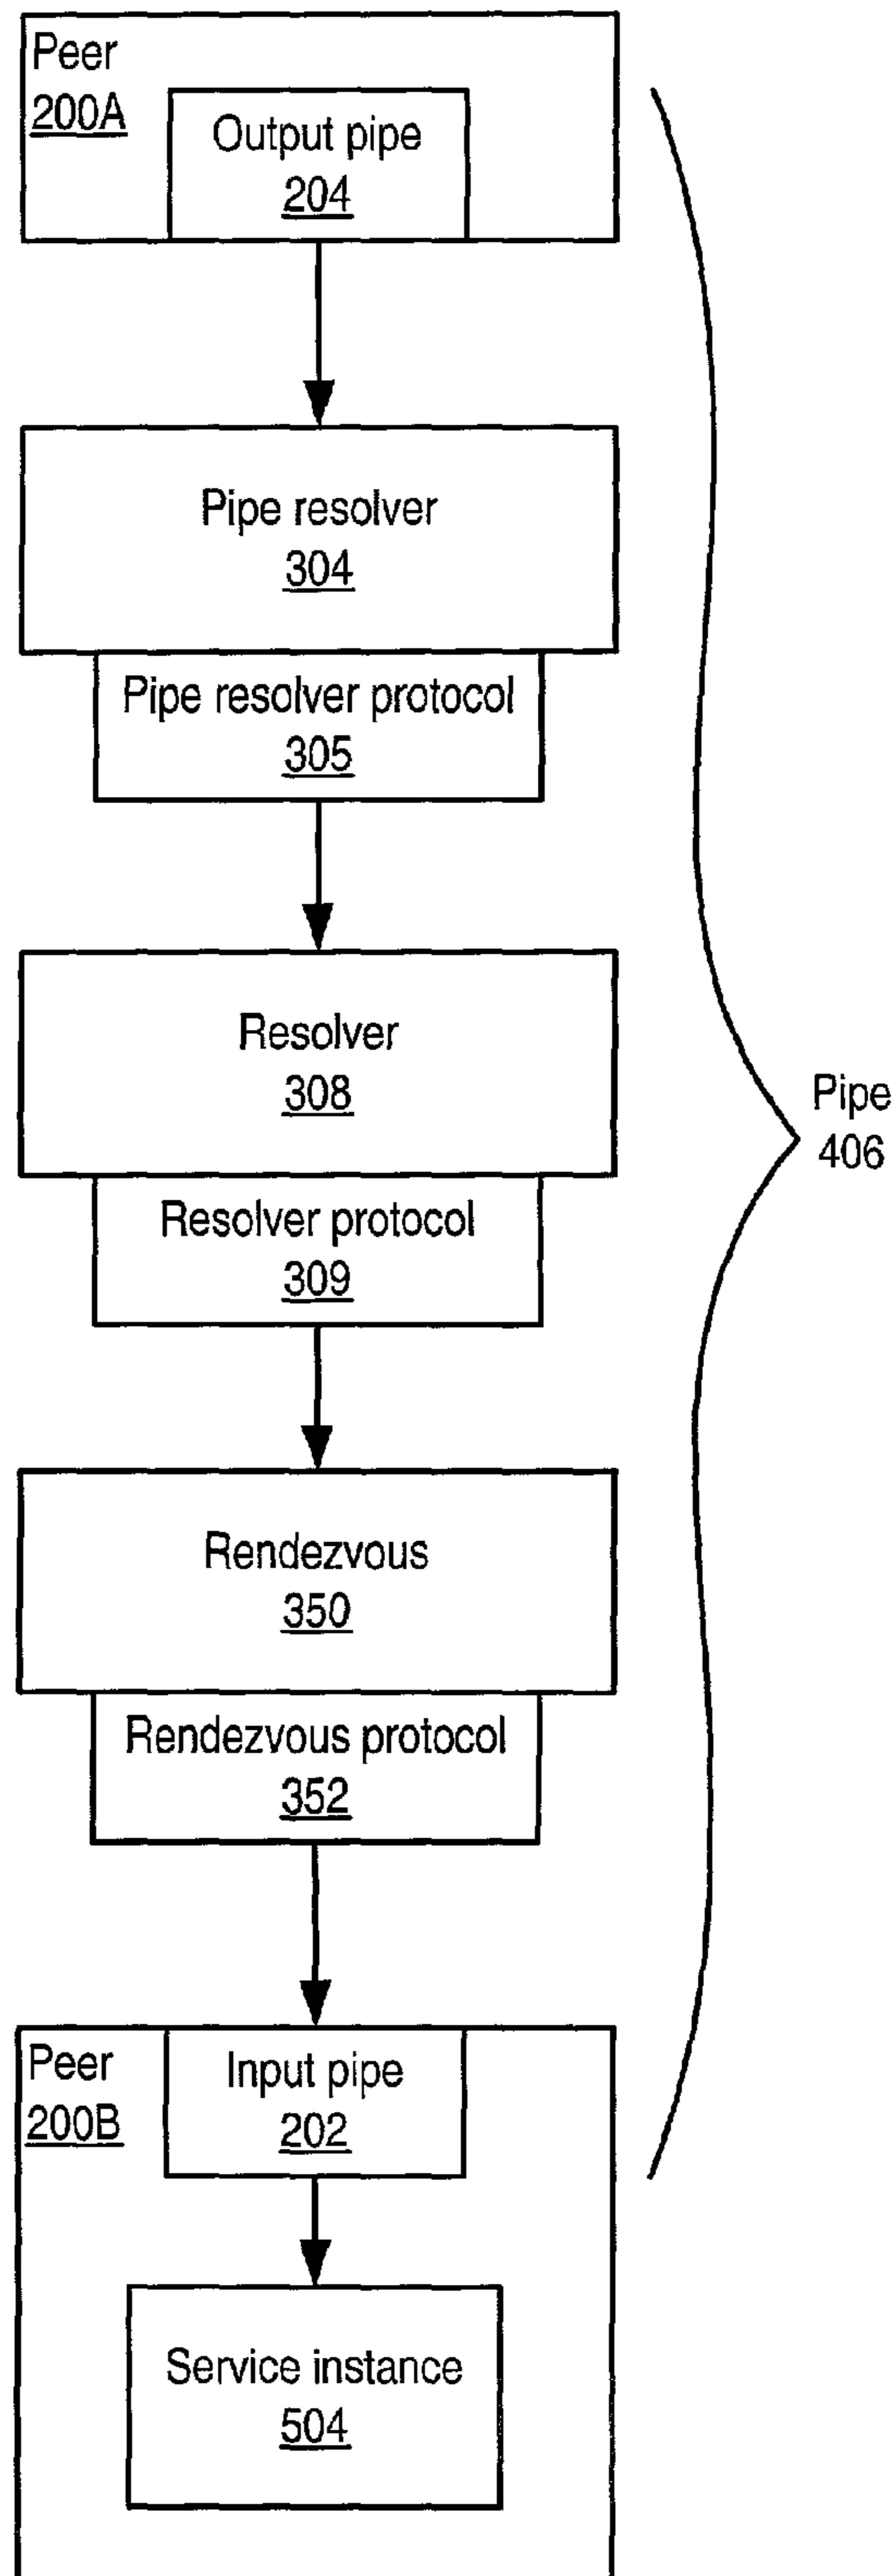 Peer
200A
Output pipe
204
Pipe resolver
304
Pipe resolver protocol
305
Resolver
308
Resolver protocol
309
Pipe
406
Rendezvous
350
Rendezvous protocol
352
Peer
200B
Input pipe
202
Service instance
504